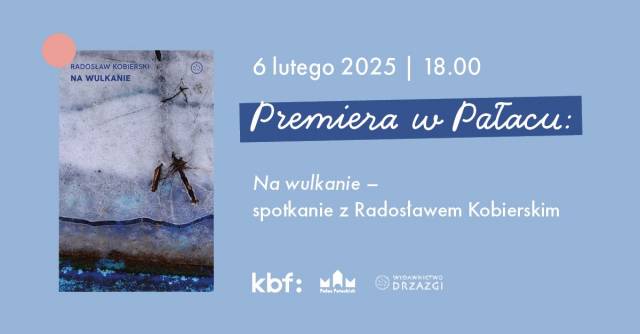 RADOSŁAW KOBIERSKI
NA WULKANIE
6 lutego 2025 | 18.00
Premiera w Pałacu:
Na wulkanie –
spotkanie z Radosławem Kobierskim
kbf:
Pałac Potockich
WYDAWNICTWO
DRZAZGI